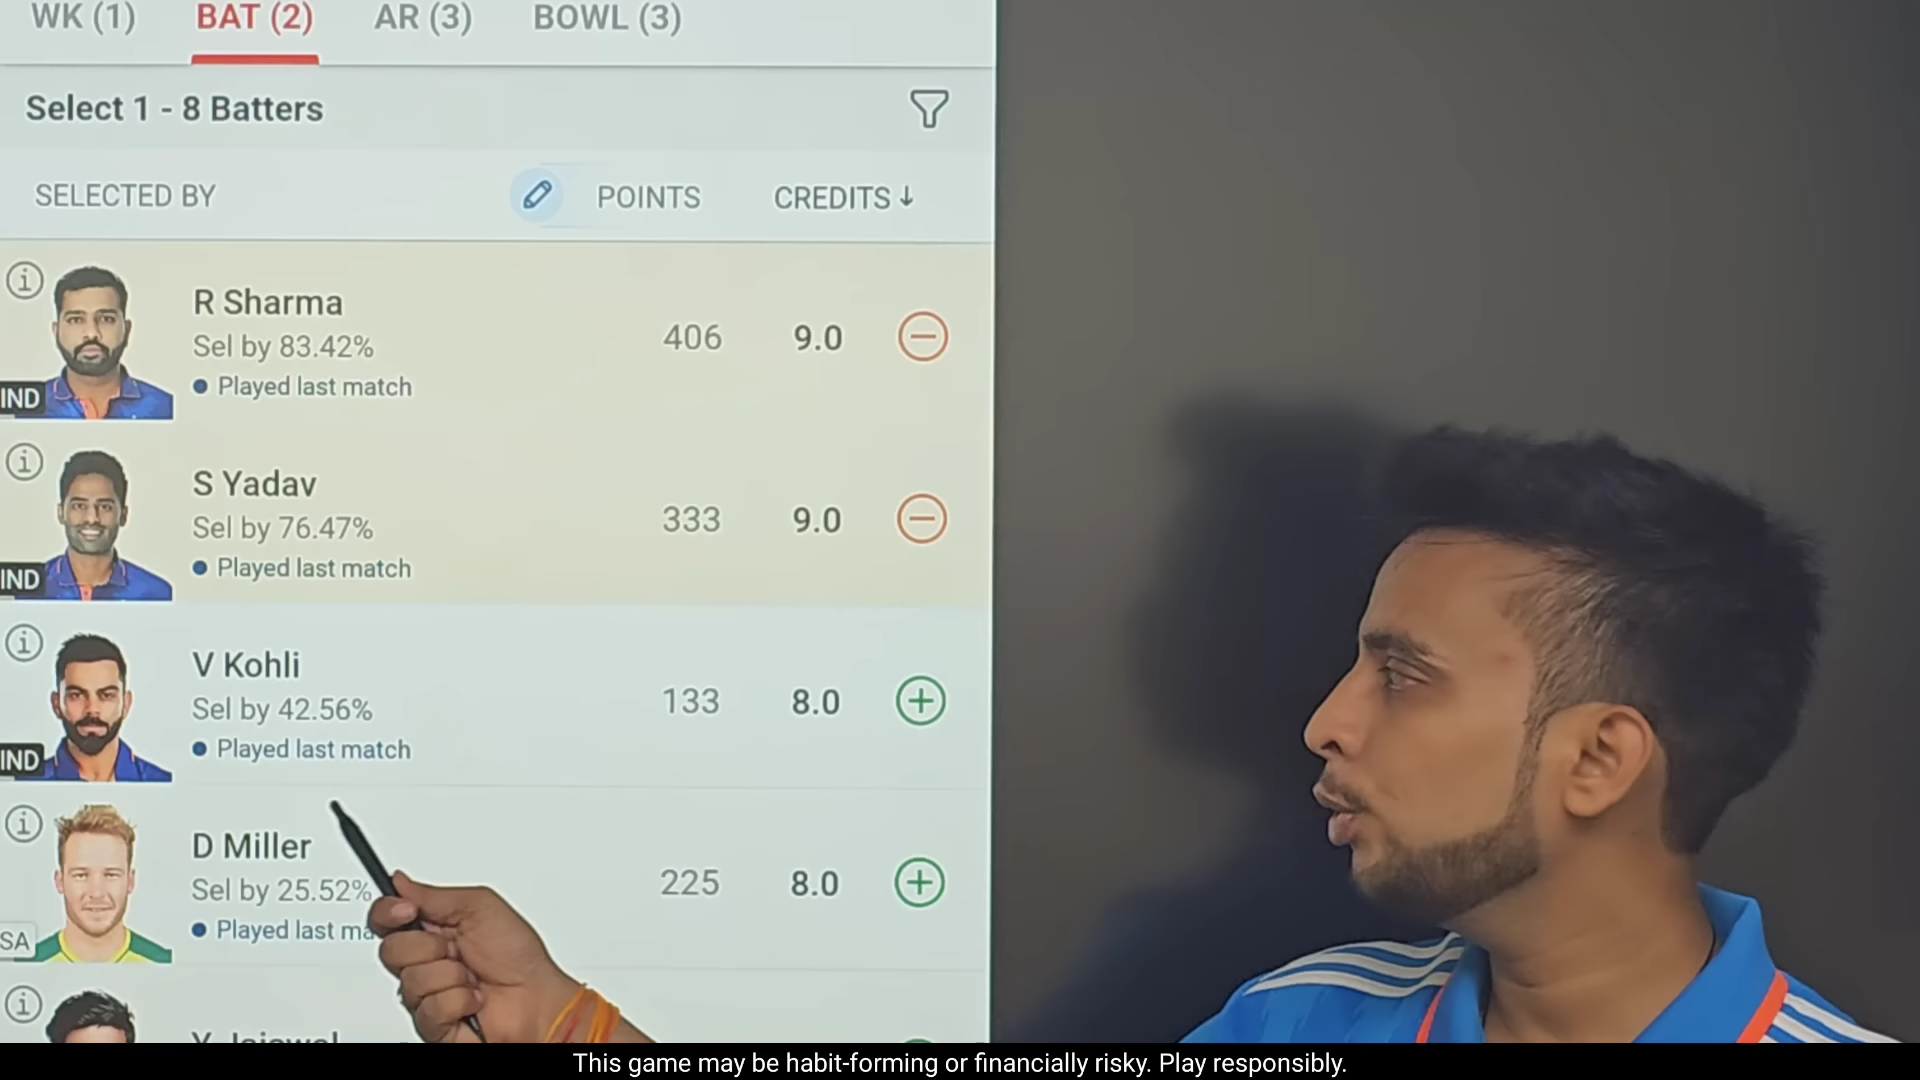 WK (1) BAT (2) AR (3) BOWL (3)
Select 1 - 8 Batters
SELECTED BY POINTS CREDITS ↓
R Sharma
Sel by 83.42% 406 9.0
Played last match
IND
S Yadav
Sel by 76.47% 333 9.0
Played last match
IND
V Kohli
Sel by 42.56% 133 8.0
Played last match
IND
D Miller
Sel by 25.52% 225 8.0
Played last ma
SA
This game may be habit-forming or financially risky. Play responsibly.